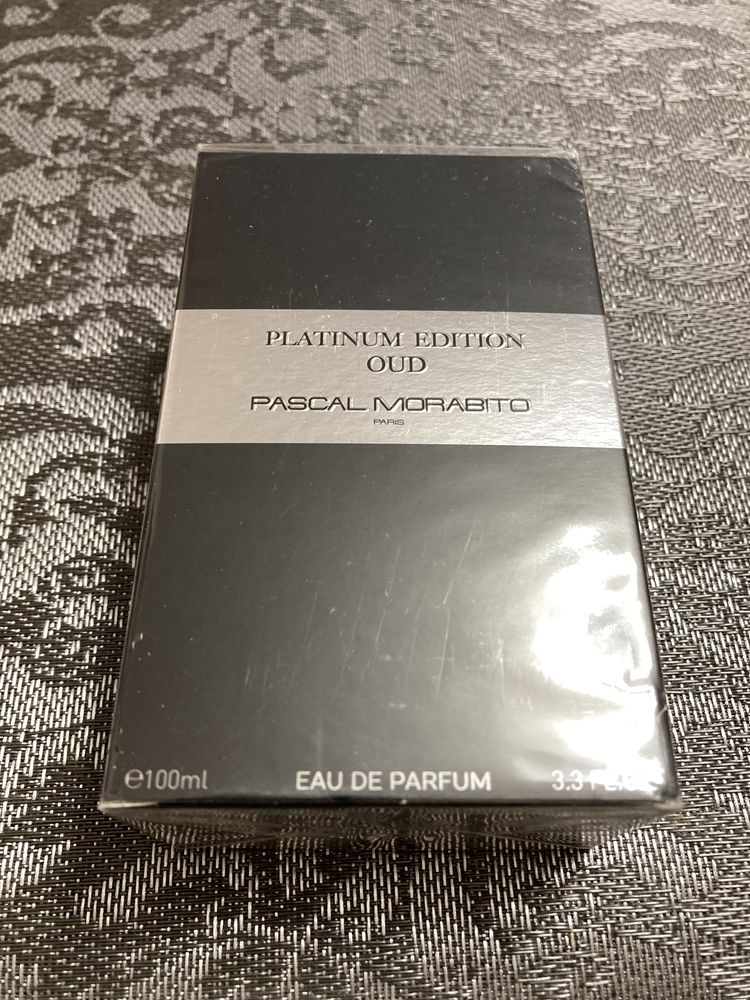 PLATINUM EDITION
OUD
PASCAL MORABITO
PARIS
℮100ml
EAU DE PARFUM
3.3